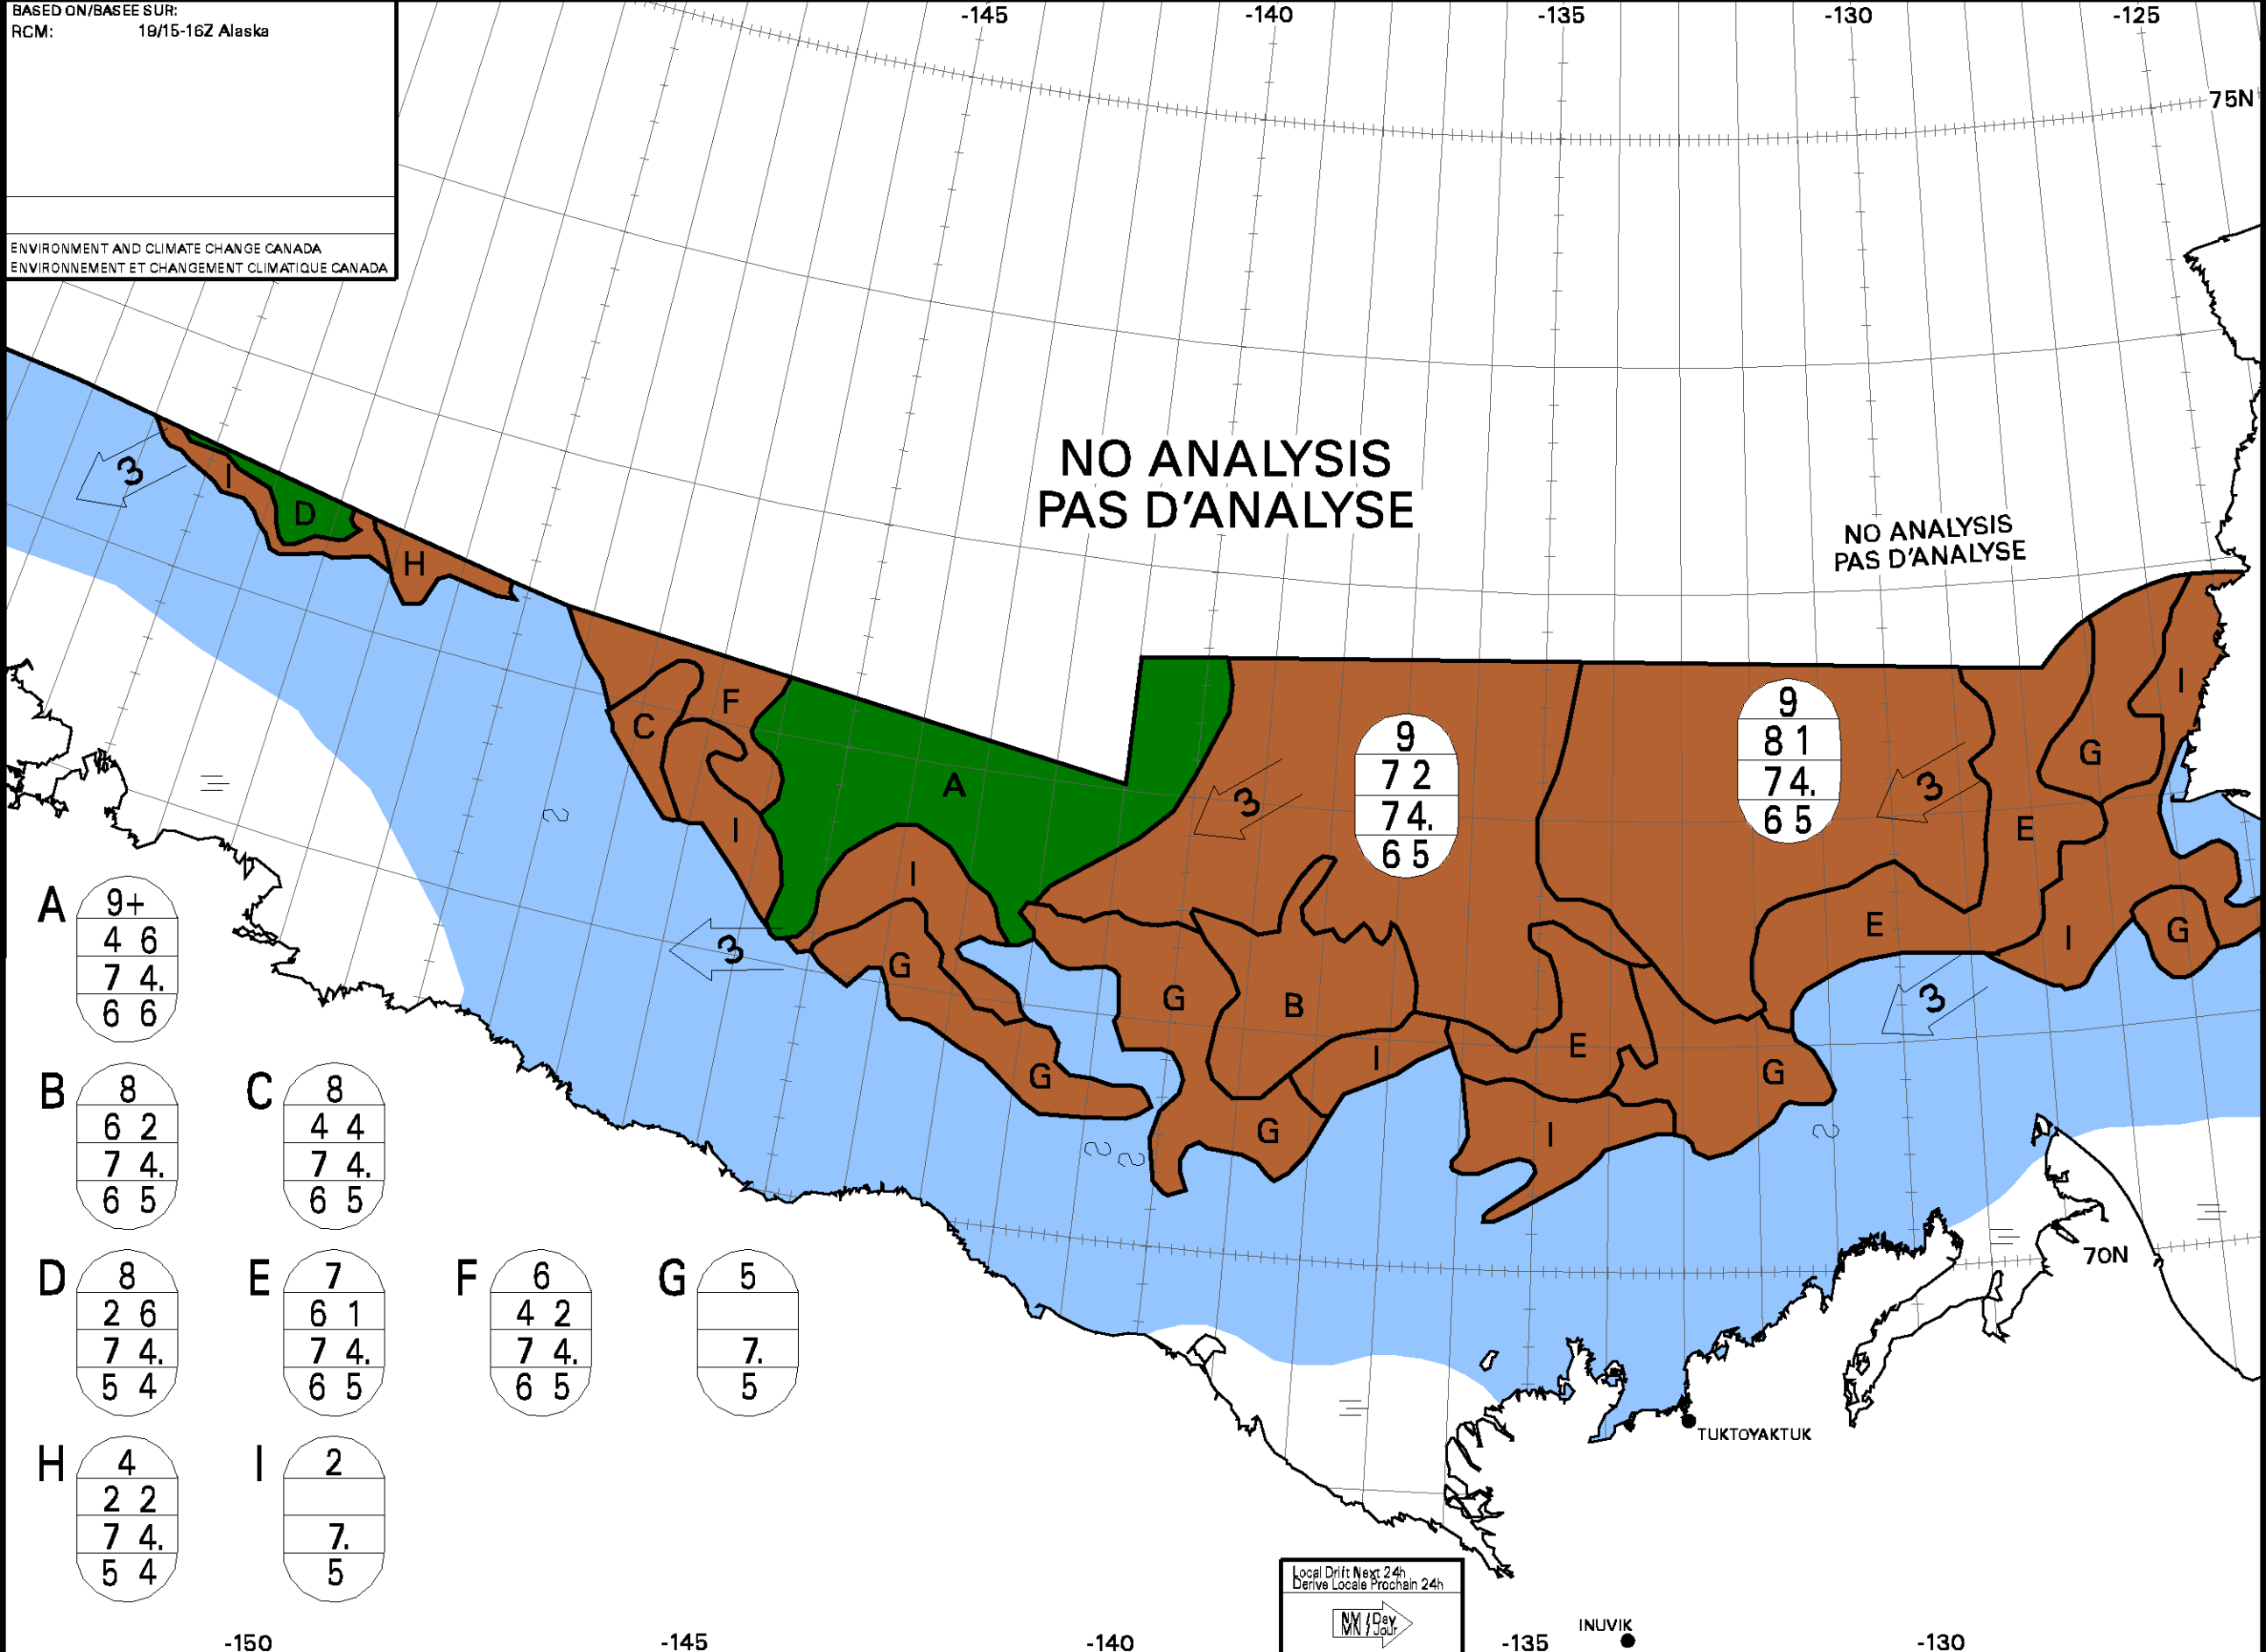 BASED ON/BASEE SUR:
RCM: 19/15-16Z Alaska
ENVIRONMENT AND CLIMATE CHANGE CANADA
ENVIRONNEMENT ET CHANGEMENT CLIMATIQUE CANADA
-145 -140 -135 -130 -125
75N
NO ANALYSIS
PAS D'ANALYSE
NO ANALYSIS
PAS D'ANALYSE
3
I
D
H
C
F
I
A
I
G
G
3
3
9
7 2
7 4.
6 5
9
8 1
7 4.
6 5
3
I
G
E
E
I
G
G
B
I
G
E
I
G
3
A
9+
4 6
7 4.
6 6
B
8
6 2
7 4.
6 5
C
8
4 4
7 4.
6 5
D
8
2 6
7 4.
5 4
E
7
6 1
7 4.
6 5
F
6
4 2
7 4.
6 5
G
5
7.
5
H
4
2 2
7 4.
5 4
I
2
7.
5
70N
TUKTOYAKTUK
Local Drift Next 24h
Derive Locale Prochain 24h
NM / Day
MN / Jour
INUVIK
-150 -145 -140 -135 -130